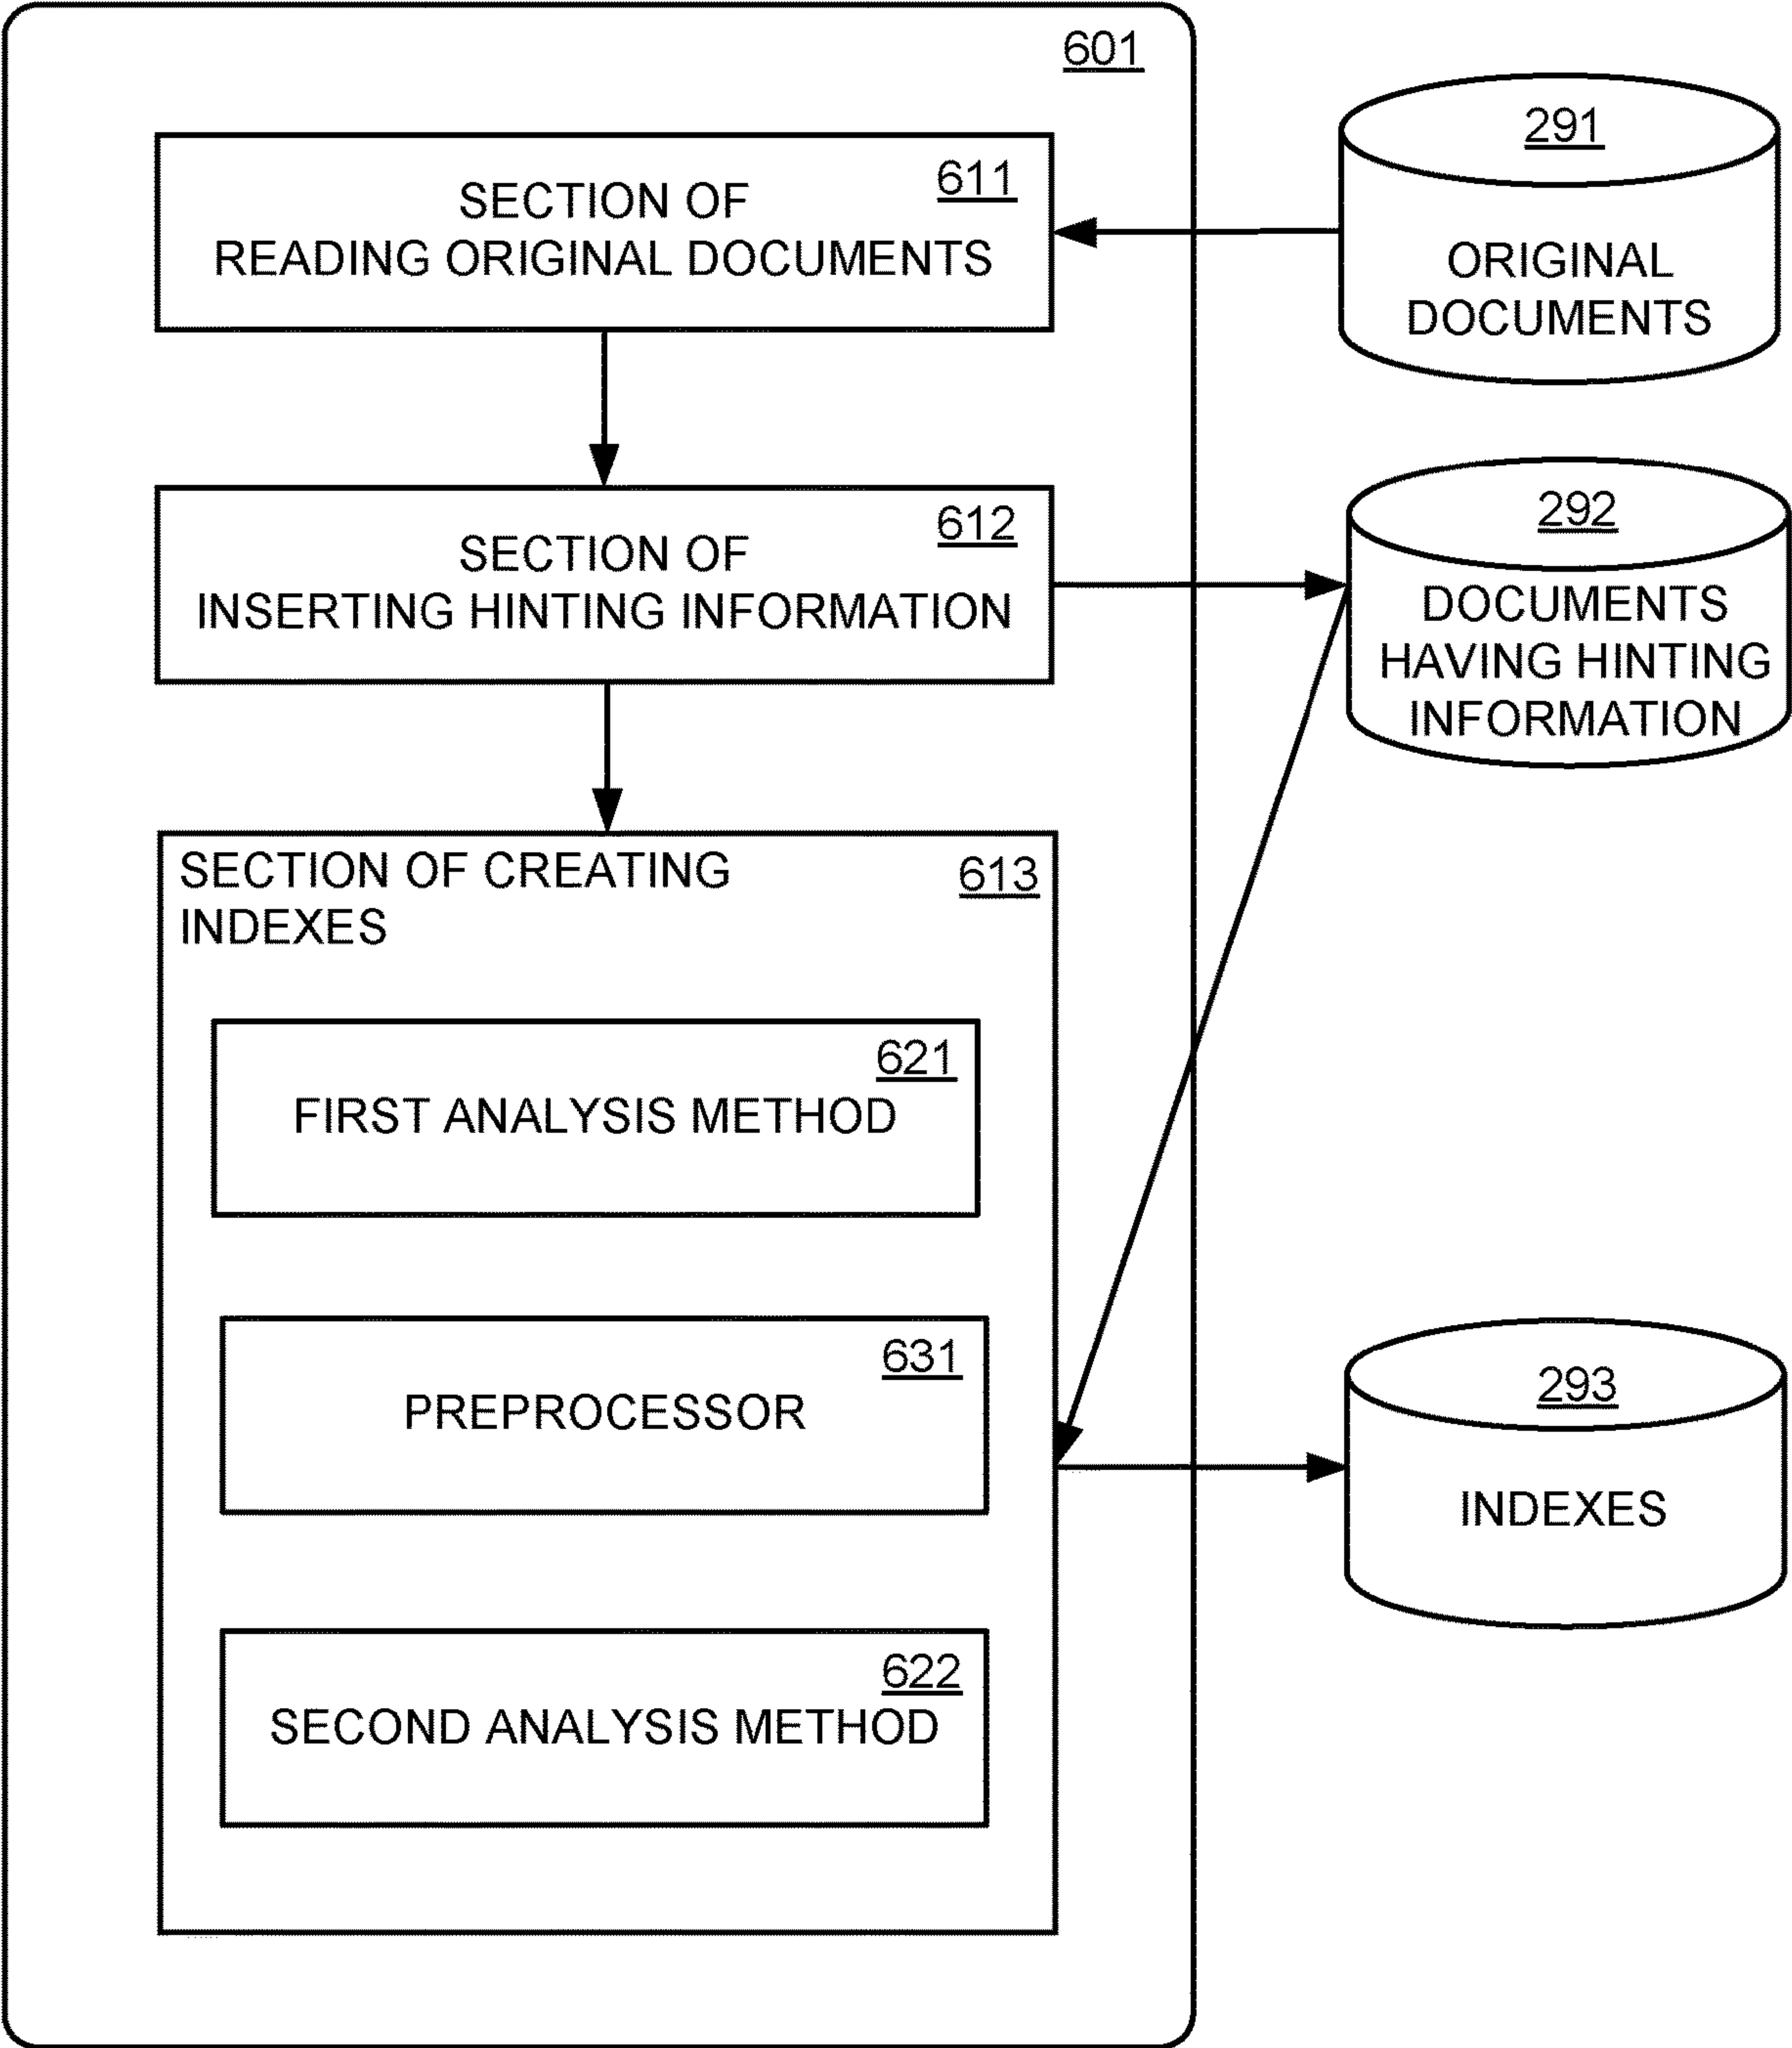 601
611
SECTION OF
READING ORIGINAL DOCUMENTS
291
ORIGINAL
DOCUMENTS
612
SECTION OF
INSERTING HINTING INFORMATION
292
DOCUMENTS
HAVING HINTING
INFORMATION
SECTION OF CREATING
INDEXES
613
621
FIRST ANALYSIS METHOD
631
PREPROCESSOR
293
INDEXES
622
SECOND ANALYSIS METHOD